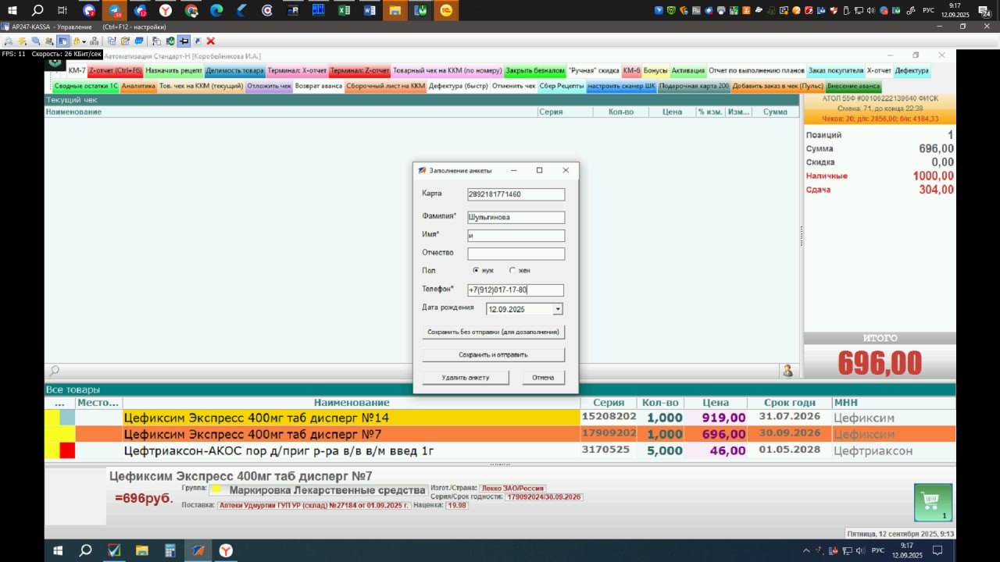 9:17
12.09.2025
РУС
24
AP247-KASSA - Управление (Ctrl+F12 - настройки)
FPS: 11 Скорость: 26 КБит/сек
Автоматизация Стандарт-Н [Коробейникова И.А.]
КМ-7 Z-отчет (Ctrl+F6) Назначить рецепт Делимость товара Терминал: X-отчет Терминал: Z-отчет Товарный чек на ККМ (по номеру) Закрыть безналом "Ручная" скидка КМ-6 Бонусы Активация Отчет по выполнению планов Заказ покупателя X-отчет Дефектура
Сводные остатки 1С Аналитика Тов. чек на ККМ (текущий) Отложить чек Возврат аванса Сборочный лист на ККМ Дефектура (быстр) Отменить чек Сбер Рецепты настроить сканер ШК Подарочная карта 200 Добавить заказ в чек (Пульс) Внесение аванса
Текущий чек
Наименование Серия Кол-во Цена % изм. Изм... Сумма
АТОЛ 55Ф #00106222139640 ФИСК
Смена: 71, до конца 22:38
Чеков: 20; д/я: 2856,00; б/н: 4184,33
Позиций 1
Сумма 696,00
Скидка 0,00
Наличные 1000,00
Сдача 304,00
Заполнение анкеты
Карта 2892181771460
Фамилия* Шульгинова
Имя* и
Отчество
Пол муж жен
Телефон* +7(912)017-17-80
Дата рождения 12.09.2025
Сохранить без отправки (для дозаполнения)
Сохранить и отправить
Удалить анкету Отмена
ИТОГО
696,00
Все товары
... Место... Наименование Серия Кол-во Цена Срок годн МНН
Цефиксим Экспресс 400мг таб дисперг №14 15208202 1,000 919,00 31.07.2026 Цефиксим
Цефиксим Экспресс 400мг таб дисперг №7 17909202 1,000 696,00 30.09.2026 Цефиксим
Цефтриаксон-АКОС пор д/приг р-ра в/в в/м введ 1г 3170525 5,000 46,00 01.05.2028 Цефтриаксон
Цефиксим Экспресс 400мг таб дисперг №7
=696руб.
Группа: Маркировка Лекарственные средства Изгот./Страна: Лекко ЗАО/Россия
Серия/Срок годности: 179092024/30.09.2026
Поставка: Аптеки Удмуртии ГУП УР (склад) №27184 от 01.09.2025 г. Наценка: 19.98
1
Пятница, 12 сентября 2025, 9:13
РУС
9:17
12.09.2025